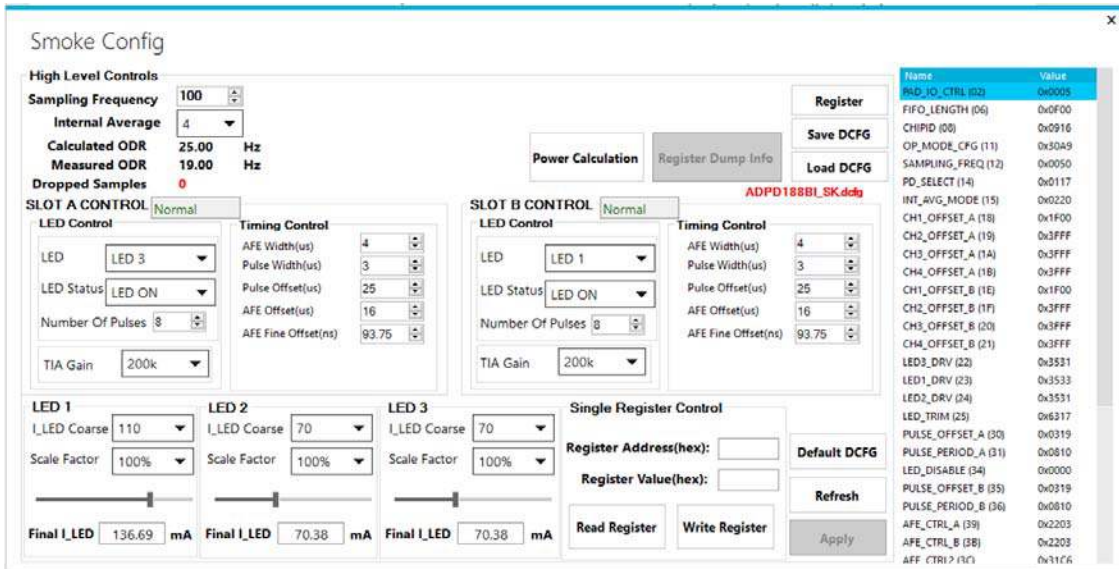 x
Smoke Config
High Level Controls
Sampling Frequency 100
Internal Average 4
Calculated ODR 25.00 Hz
Measured ODR 19.00 Hz
Dropped Samples 0
Power Calculation
Register Dump Info
Register
Save DCFG
Load DCFG
ADPD188BI_SK.dcfg
SLOT A CONTROL Normal
LED Control
LED LED 3
LED Status LED ON
Number Of Pulses 8
TIA Gain 200k
Timing Control
AFE Width(us) 4
Pulse Width(us) 3
Pulse Offset(us) 25
AFE Offset(us) 16
AFE Fine Offset(ns) 93.75
SLOT B CONTROL Normal
LED Control
LED LED 1
LED Status LED ON
Number Of Pulses 8
TIA Gain 200k
Timing Control
AFE Width(us) 4
Pulse Width(us) 3
Pulse Offset(us) 25
AFE Offset(us) 16
AFE Fine Offset(ns) 93.75
LED 1
I_LED Coarse 110
Scale Factor 100%
Final I_LED 136.69 mA
LED 2
I_LED Coarse 70
Scale Factor 100%
Final I_LED 70.38 mA
LED 3
I_LED Coarse 70
Scale Factor 100%
Final I_LED 70.38 mA
Single Register Control
Register Address(hex):
Register Value(hex):
Read Register
Write Register
Default DCFG
Refresh
Apply
Name Value
PAD_IO_CTRL (02) 0x0005
FIFO_LENGTH (06) 0x0F00
CHIPID (08) 0x0916
OP_MODE_CFG (11) 0x30A9
SAMPLING_FREQ (12) 0x0050
PD_SELECT (14) 0x0117
INT_AVG_MODE (15) 0x0220
CH1_OFFSET_A (18) 0x1F00
CH2_OFFSET_A (19) 0x3FFF
CH3_OFFSET_A (1A) 0x3FFF
CH4_OFFSET_A (1B) 0x3FFF
CH1_OFFSET_B (1E) 0x1F00
CH2_OFFSET_B (1F) 0x3FFF
CH3_OFFSET_B (20) 0x3FFF
CH4_OFFSET_B (21) 0x3FFF
LED3_DRV (22) 0x3531
LED1_DRV (23) 0x3533
LED2_DRV (24) 0x3531
LED_TRIM (25) 0x6317
PULSE_OFFSET_A (30) 0x0319
PULSE_PERIOD_A (31) 0x0810
LED_DISABLE (34) 0x0000
PULSE_OFFSET_B (35) 0x0319
PULSE_PERIOD_B (36) 0x0810
AFE_CTRL_A (39) 0x2203
AFE_CTRL_B (3B) 0x2203
AFE_CTRL2 (3C) 0x31C6